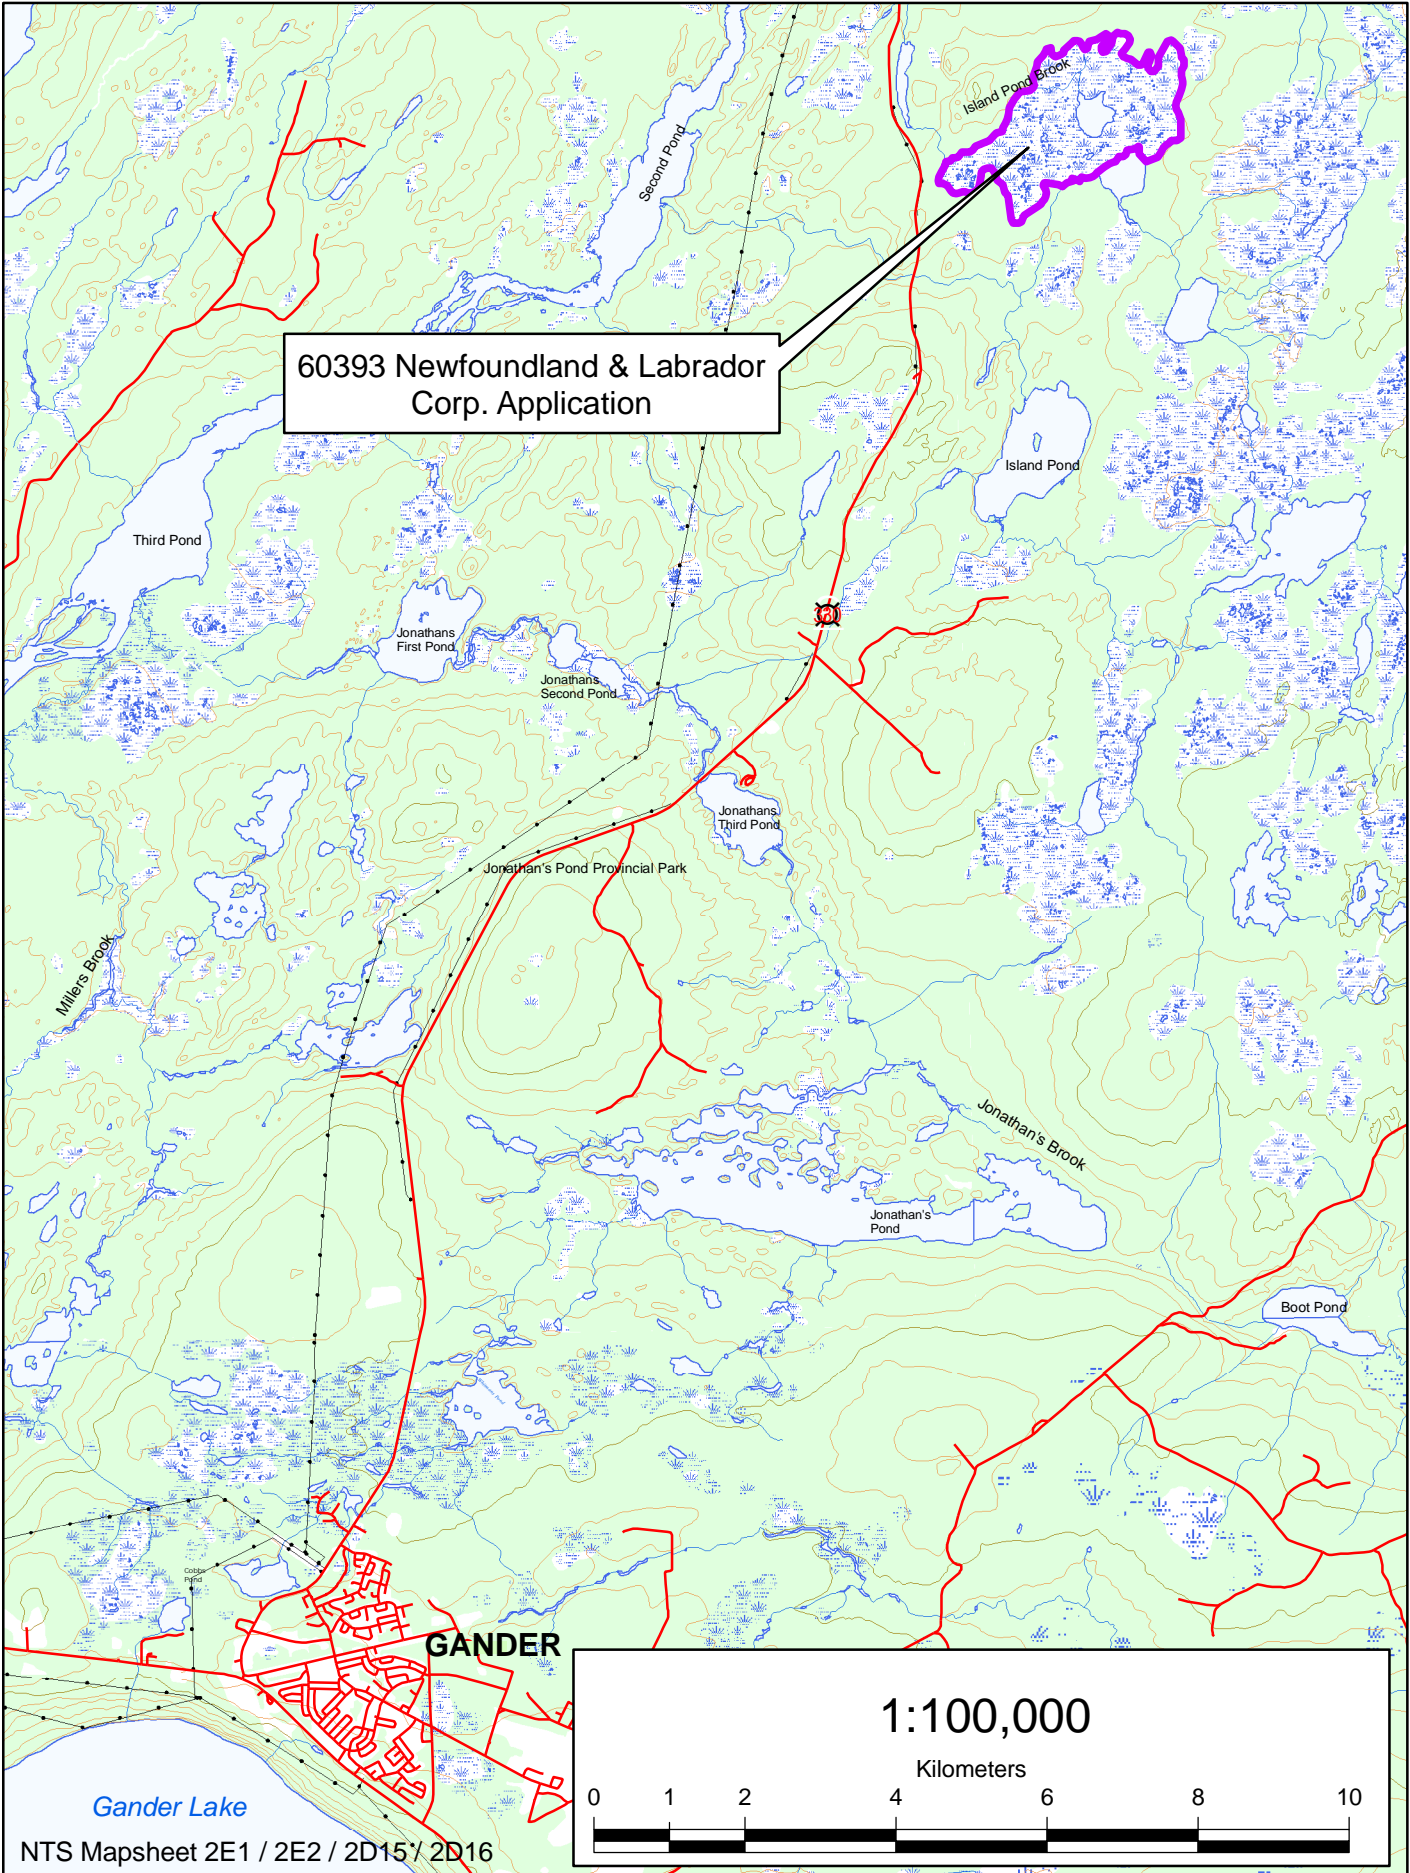 Island Pond Brook
Second Pond
60393 Newfoundland & Labrador
Corp. Application
Island Pond
Third Pond
Jonathans
First Pond
Jonathans
Second Pond
Jonathans
Third Pond
Jonathan's Pond Provincial Park
Millers Brook
Jonathan's Brook
Jonathan's
Pond
Boot Pond
Cobbs
Pond
GANDER
1:100,000
Kilometers
0 1 2 4 6 8 10
Gander Lake
NTS Mapsheet 2E1 / 2E2 / 2D15 / 2D16